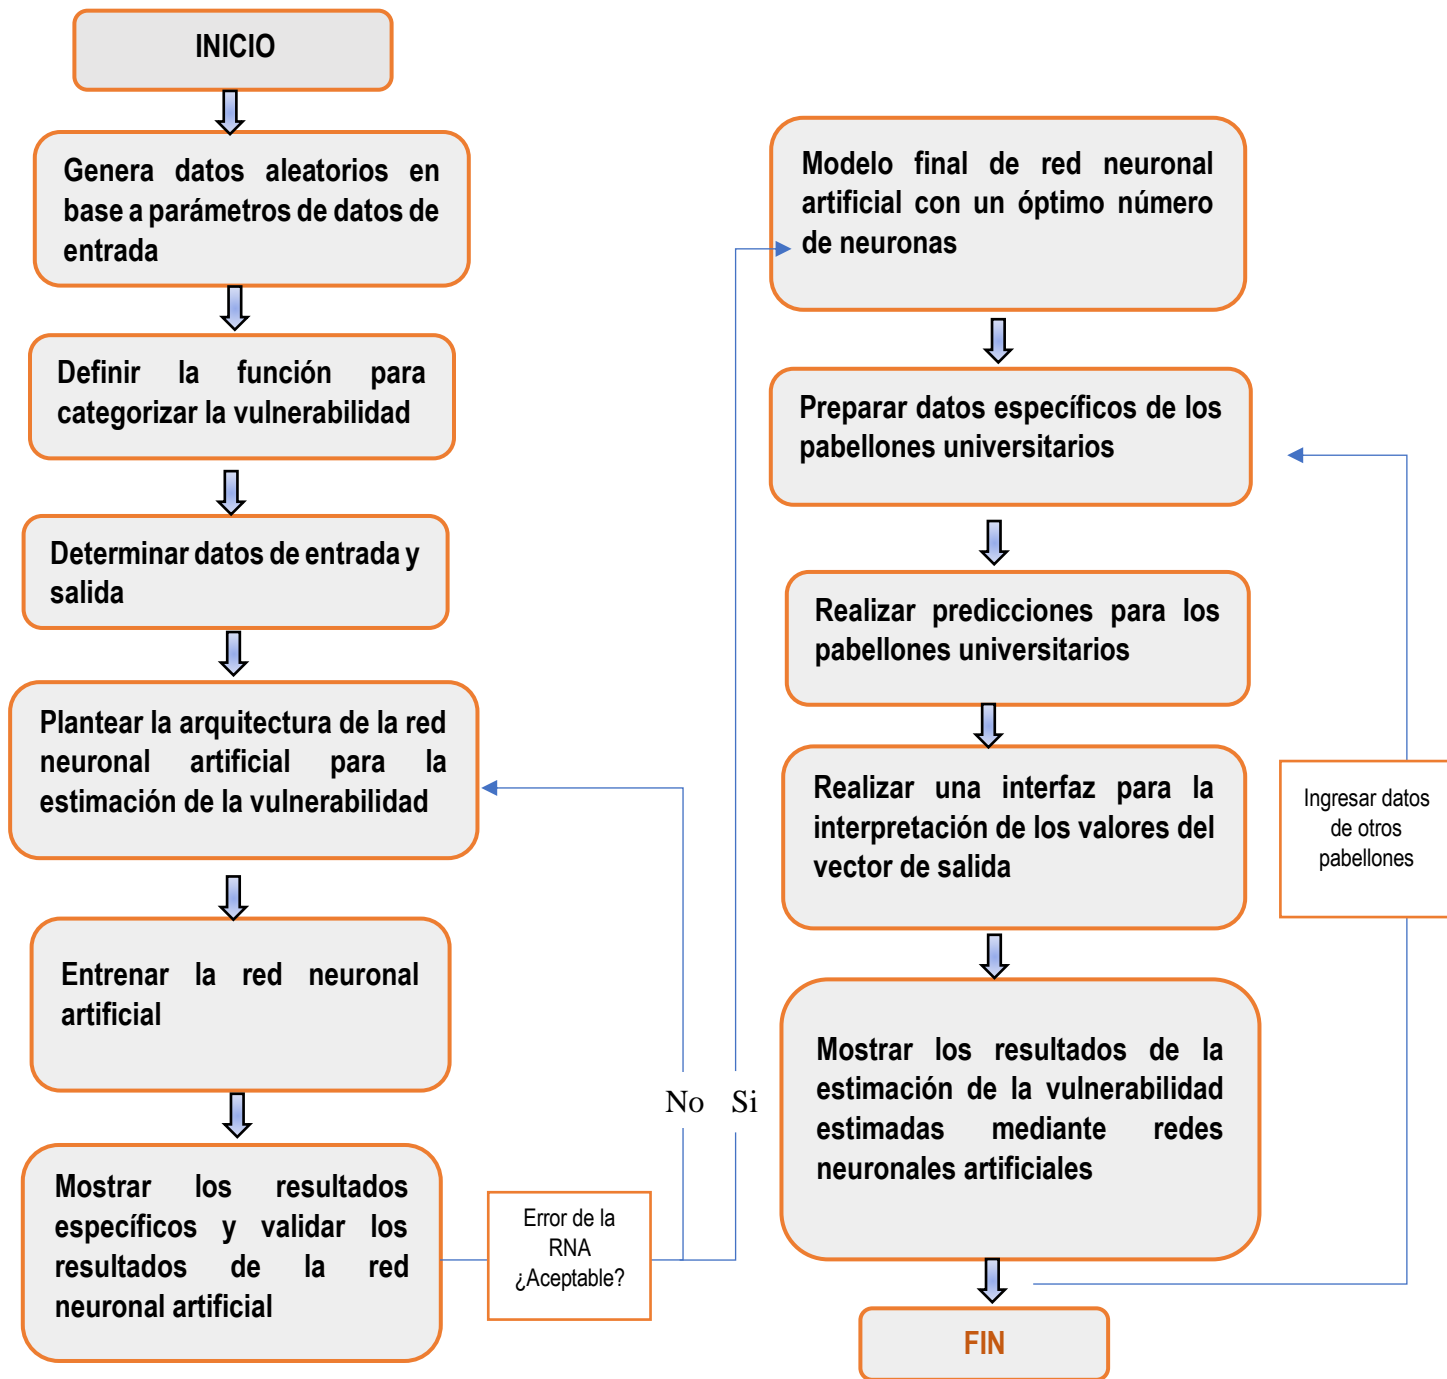 INICIO
Genera datos aleatorios en
base a parámetros de datos de
entrada
Definir la función para
categorizar la vulnerabilidad
Determinar datos de entrada y
salida
Plantear la arquitectura de la red
neuronal artificial para la
estimación de la vulnerabilidad
Entrenar la red neuronal
artificial
Mostrar los resultados
específicos y validar los
resultados de la red
neuronal artificial
Error de la
RNA
¿Aceptable?
No Si
Modelo final de red neuronal
artificial con un óptimo número
de neuronas
Preparar datos específicos de los
pabellones universitarios
Realizar predicciones para los
pabellones universitarios
Realizar una interfaz para la
interpretación de los valores del
vector de salida
Mostrar los resultados de la
estimación de la vulnerabilidad
estimadas mediante redes
neuronales artificiales
Ingresar datos
de otros
pabellones
FIN